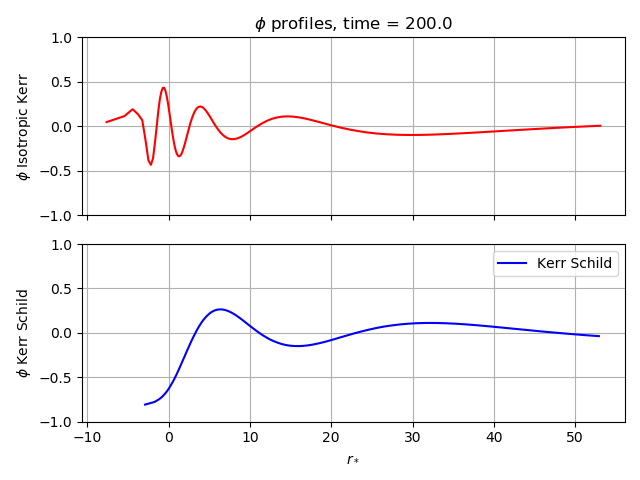 ϕ profiles, time = 200.0
ϕ Isotropic Kerr
1.0
0.5
0.0
−0.5
−1.0
ϕ Kerr Schild
1.0
0.5
0.0
−0.5
−1.0
Kerr Schild
−10 0 10 20 30 40 50
r*